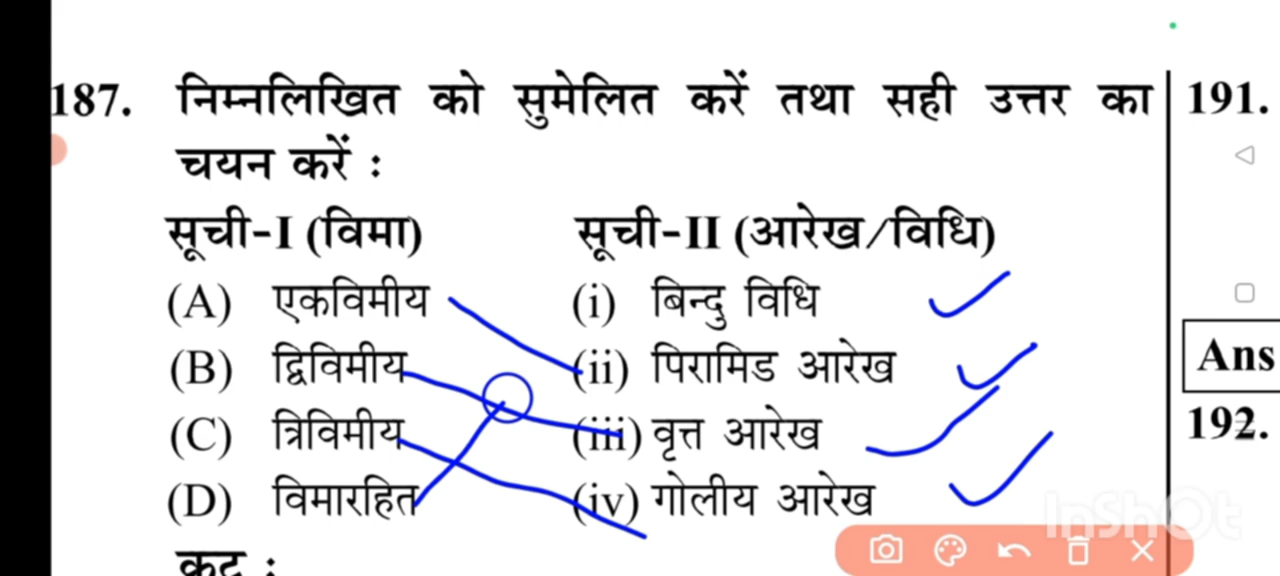 187. निम्नलिखित को सुमेलित करें तथा सही उत्तर का
चयन करें :
सूची-I (विमा) सूची-II (आरेख/विधि)
(A) एकविमीय (i) बिन्दु विधि
(B) द्विविमीय (ii) पिरामिड आरेख
(C) त्रिविमीय (iii) वृत्त आरेख
(D) विमारहित (iv) गोलीय आरेख
कूट :
191.
Ans
192.
InShOt